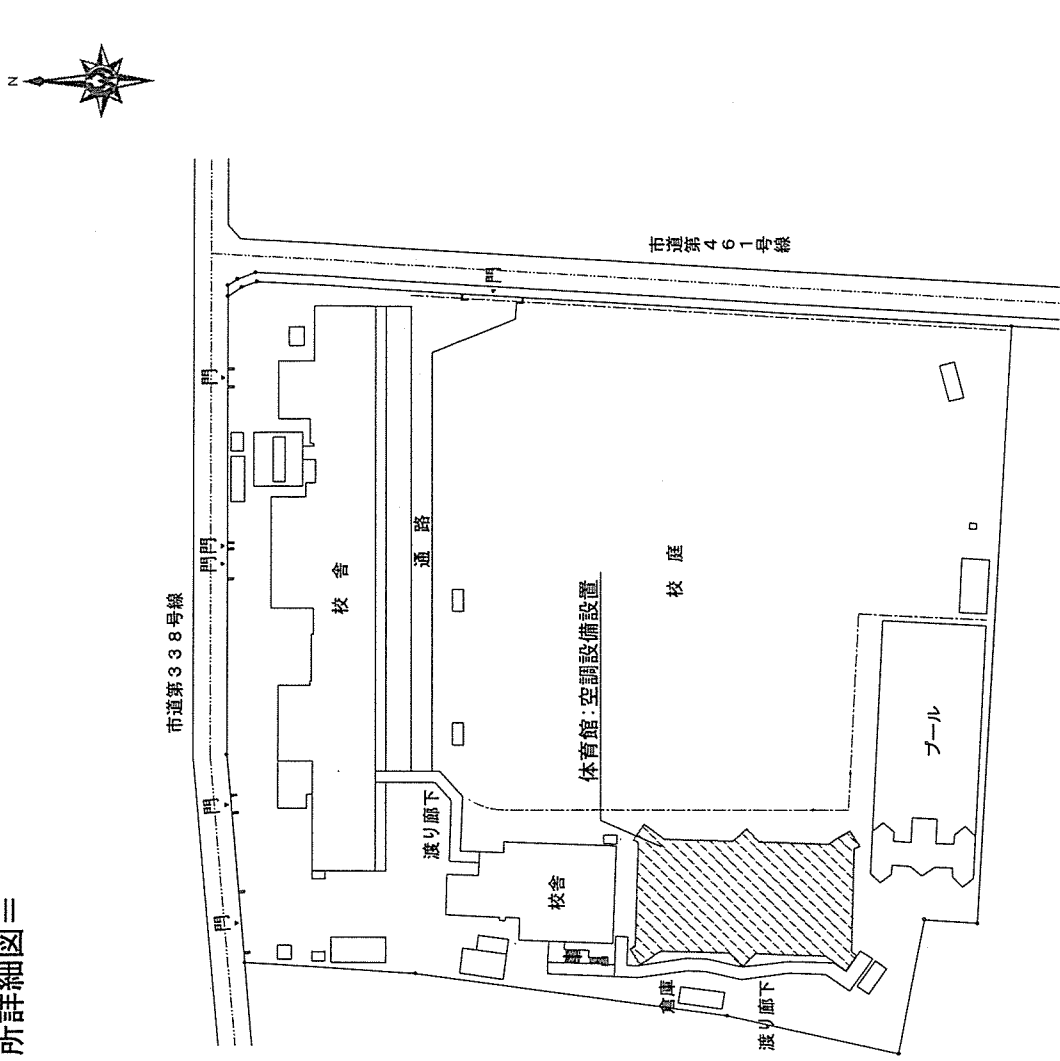 所詳細図＝
N
市道第３３８号線
市道第４６１号線
門
門
門門
門
門
校　舎
通　路
校　庭
体育館：空調設備設置
渡り廊下
校舎
プール
倉庫
渡り廊下